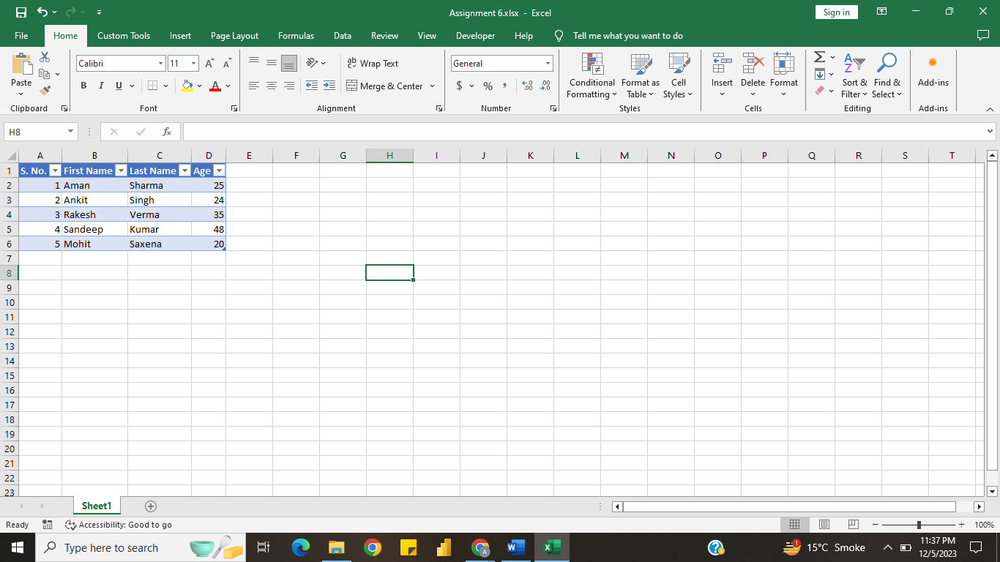 Assignment 6.xlsx - Excel
Sign in
File Home Custom Tools Insert Page Layout Formulas Data Review View Developer Help Tell me what you want to do
Paste
Clipboard
Calibri 11
B I U A
Font
ab Wrap Text
Merge & Center
Alignment
General
$ % ,
Number
Conditional Formatting
Format as Table
Cell Styles
Styles
Insert Delete Format
Cells
Sort & Filter
Find & Select
Editing
Add-ins
Add-ins
H8 fx
A B C D E F G H I J K L M N O P Q R S T
1 S. No. First Name Last Name Age
2 1 Aman Sharma 25
3 2 Ankit Singh 24
4 3 Rakesh Verma 35
5 4 Sandeep Kumar 48
6 5 Mohit Saxena 20
7
8
9
10
11
12
13
14
15
16
17
18
19
20
21
22
23
Sheet1
Ready Accessibility: Good to go 100%
Type here to search
15°C Smoke
11:37 PM
12/5/2023